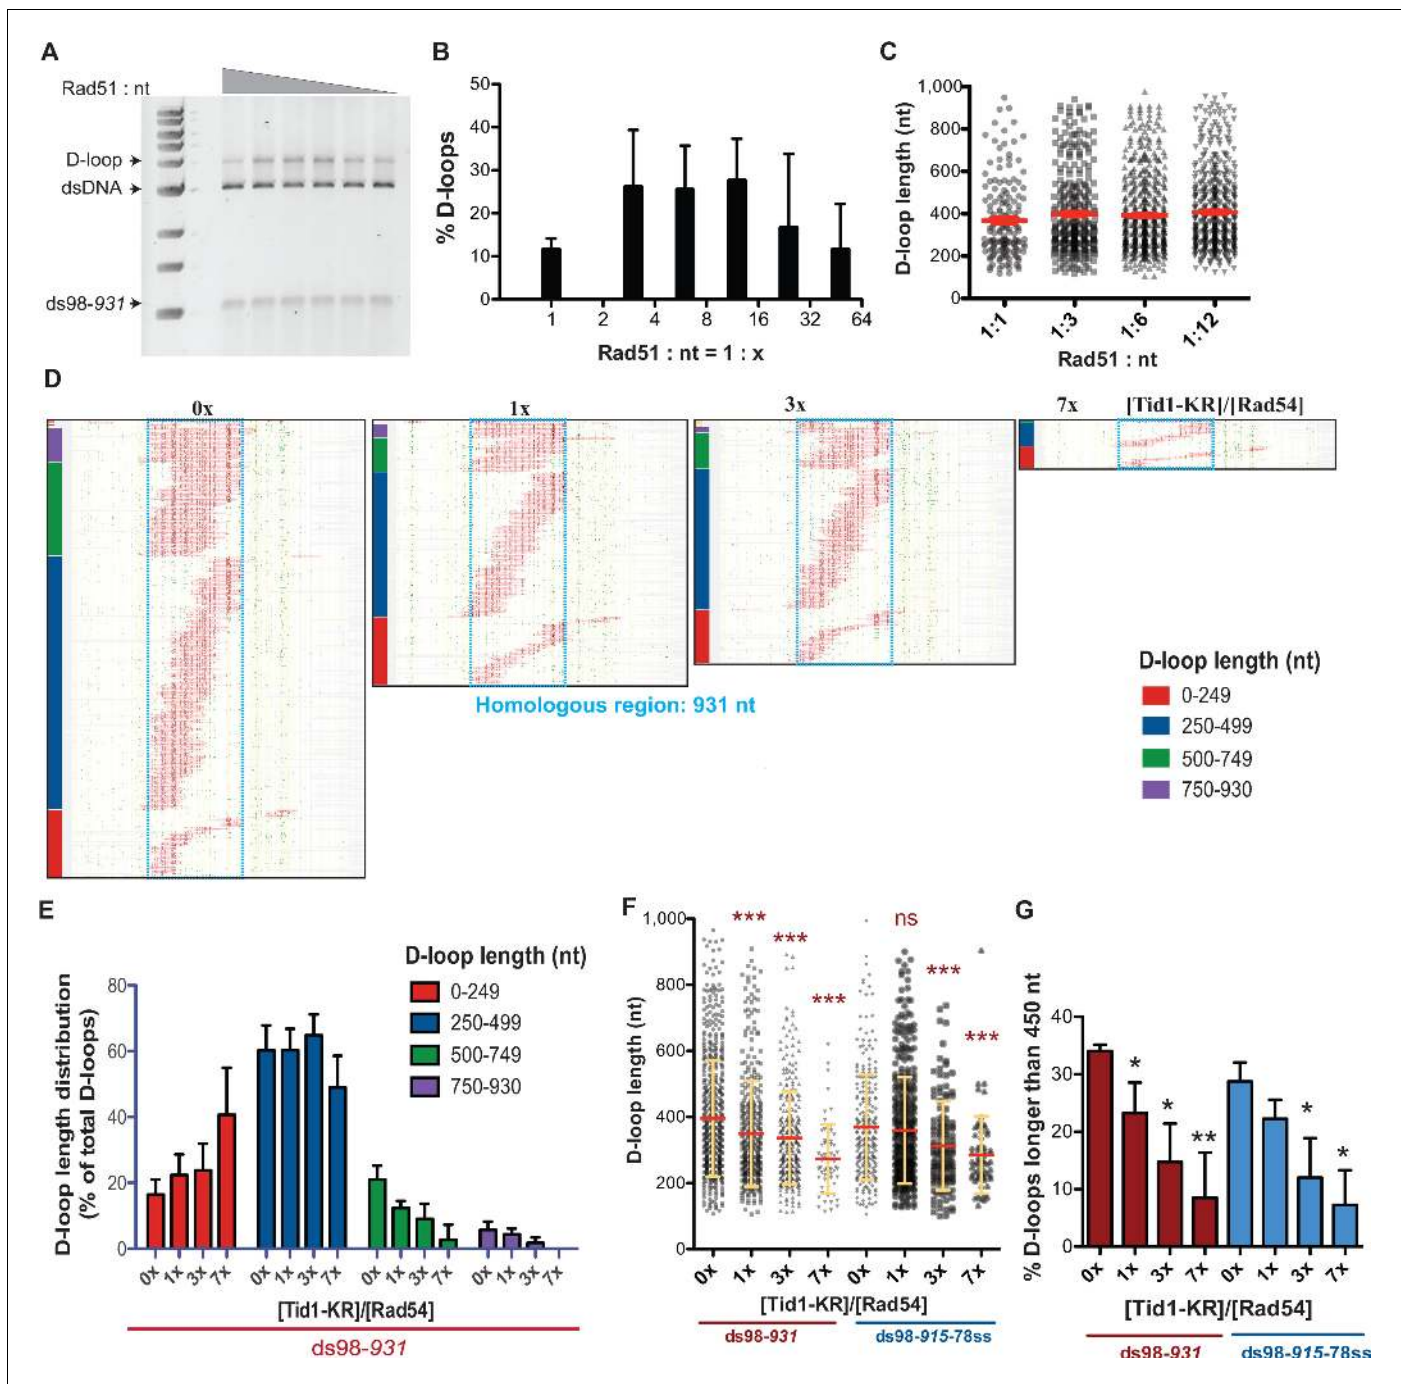 A
Rad51 : nt
D-loop
dsDNA
ds98-931
B
% D-loops
50
40
30
20
10
0
1 2 4 8 16 32 64
Rad51 : nt = 1 : x
C
D-loop length (nt)
1,000
800
600
400
200
0
1:1 1:3 1:6 1:12
Rad51 : nt
D
0x 1x 3x 7x [Tid1-KR]/[Rad54]
Homologous region: 931 nt
D-loop length (nt)
0-249
250-499
500-749
750-930
E
D-loop length distribution
(% of total D-loops)
80
60
40
20
0
0x 1x 3x 7x 0x 1x 3x 7x 0x 1x 3x 7x 0x 1x 3x 7x
[Tid1-KR]/[Rad54]
ds98-931
D-loop length (nt)
0-249
250-499
500-749
750-930
F
D-loop length (nt)
1,000
800
600
400
200
0
*** *** *** ns *** ***
0x 1x 3x 7x 0x 1x 3x 7x
[Tid1-KR]/[Rad54]
ds98-931 ds98-915-78ss
G
% D-loops longer than 450 nt
40
30
20
10
0
* * ** * *
0x 1x 3x 7x 0x 1x 3x 7x
[Tid1-KR]/[Rad54]
ds98-931 ds98-915-78ss